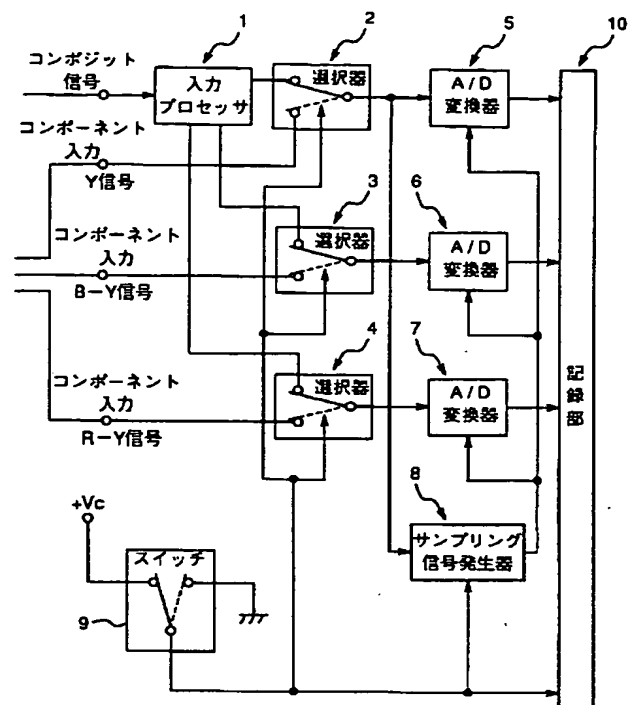 1
2
5
10
コンポジット
信号
入力
プロセッサ
選択器
A/D
変換器
コンポーネント
入力
Y信号
3
6
コンポーネント
入力
B−Y信号
選択器
A/D
変換器
4
7
コンポーネント
入力
R−Y信号
選択器
A/D
変換器
記録部
8
+Vc
サンプリング
信号発生器
スイッチ
9